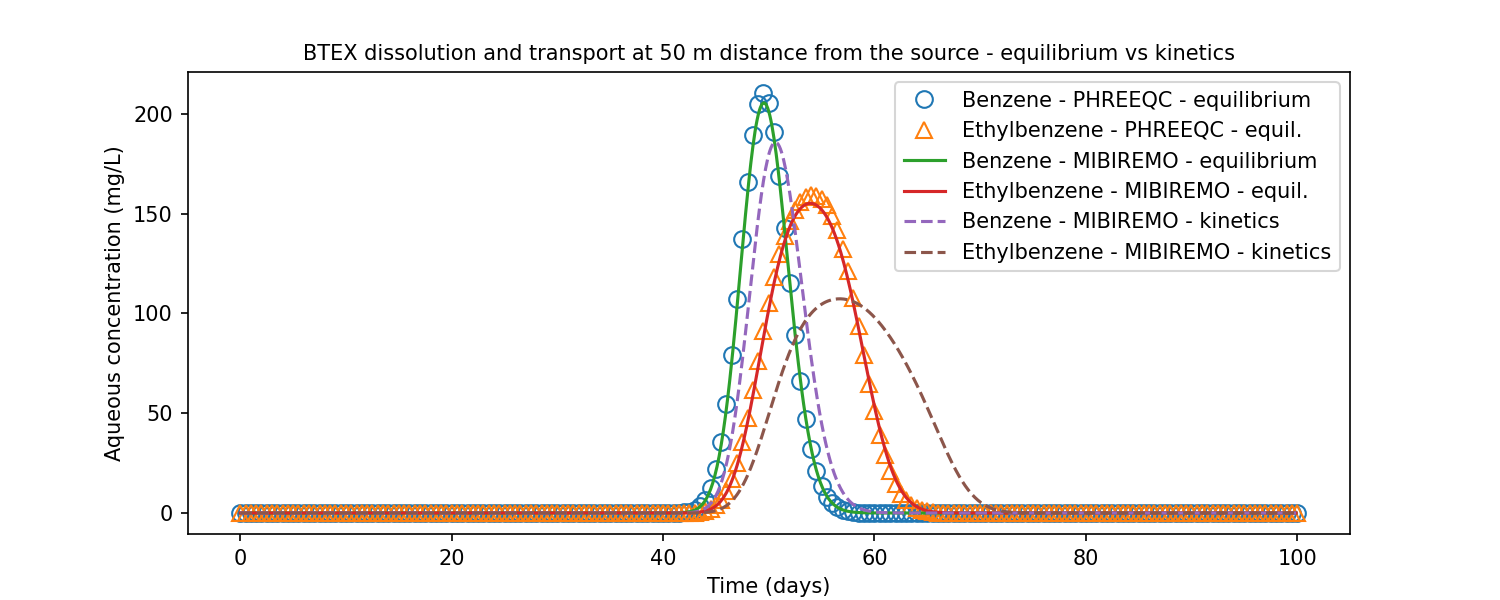 BTEX dissolution and transport at 50 m distance from the source - equilibrium vs kinetics
Aqueous concentration (mg/L)
200
150
100
50
0
Benzene - PHREEQC - equilibrium
Ethylbenzene - PHREEQC - equil.
Benzene - MIBIREMO - equilibrium
Ethylbenzene - MIBIREMO - equil.
Benzene - MIBIREMO - kinetics
Ethylbenzene - MIBIREMO - kinetics
0 20 40 60 80 100
Time (days)